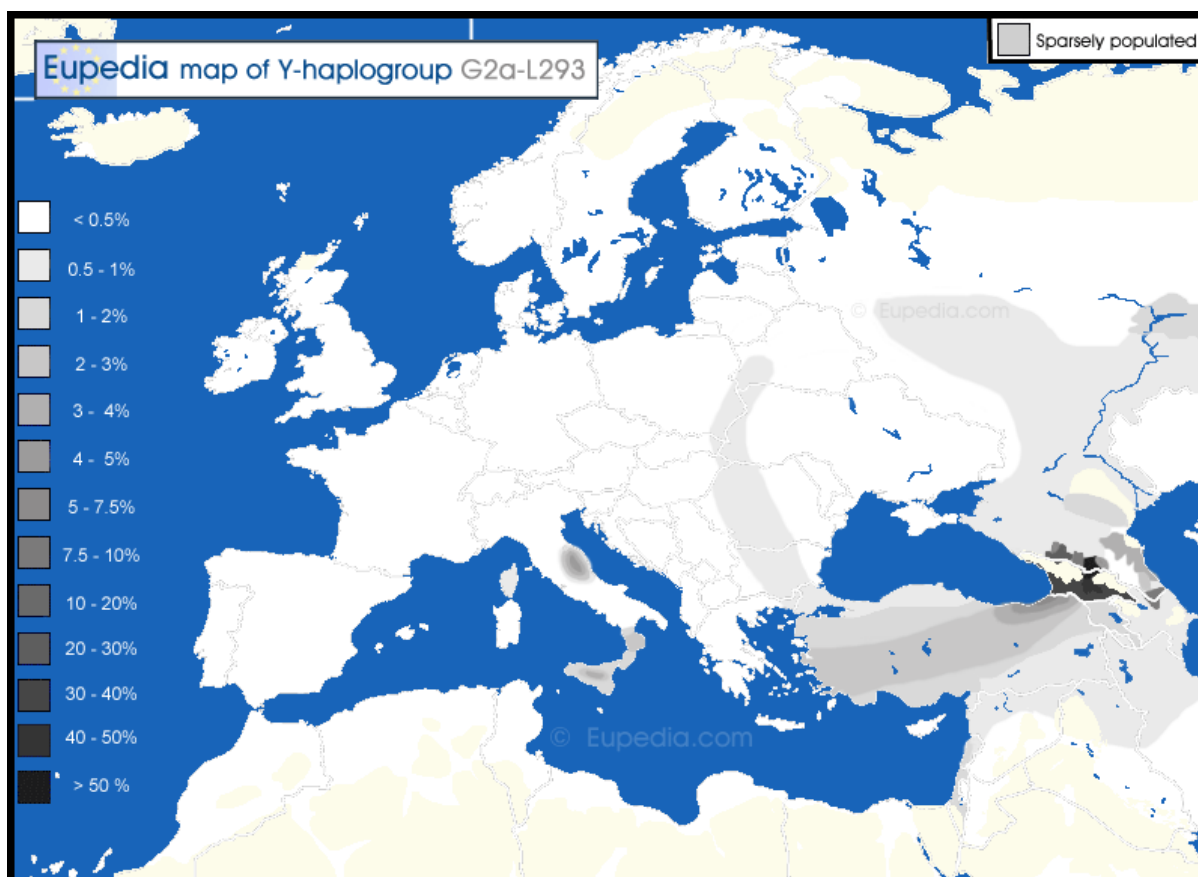 Eupedia map of Y-haplogroup G2a-L293
Sparsely populated
< 0.5%
0.5 - 1%
1 - 2%
2 - 3%
3 - 4%
4 - 5%
5 - 7.5%
7.5 - 10%
10 - 20%
20 - 30%
30 - 40%
40 - 50%
> 50 %
© Eupedia.com
© Eupedia.com